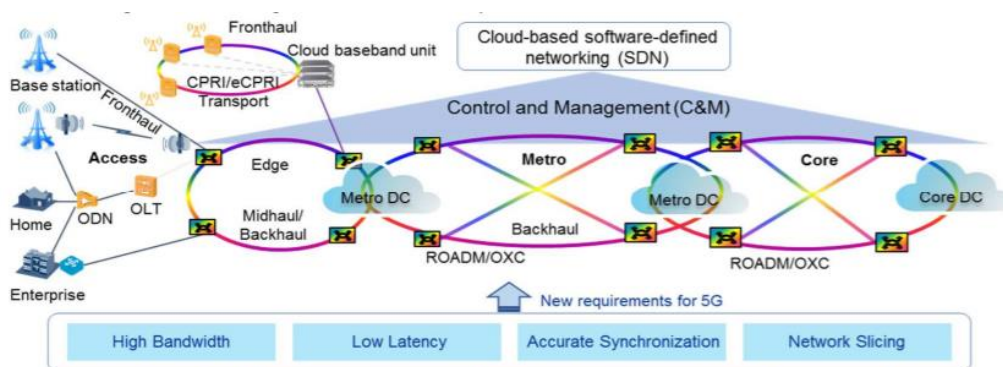 Fronthaul
Cloud baseband unit
Cloud-based software-defined
networking (SDN)
Base station
CPRI/eCPRI
Transport
Fronthaul
Control and Management (C&M)
Access
Edge
Metro
Core
Home
ODN
OLT
Metro DC
Metro DC
Core DC
Midhaul/
Backhaul
Backhaul
ROADM/OXC
ROADM/OXC
Enterprise
New requirements for 5G
High Bandwidth
Low Latency
Accurate Synchronization
Network Slicing